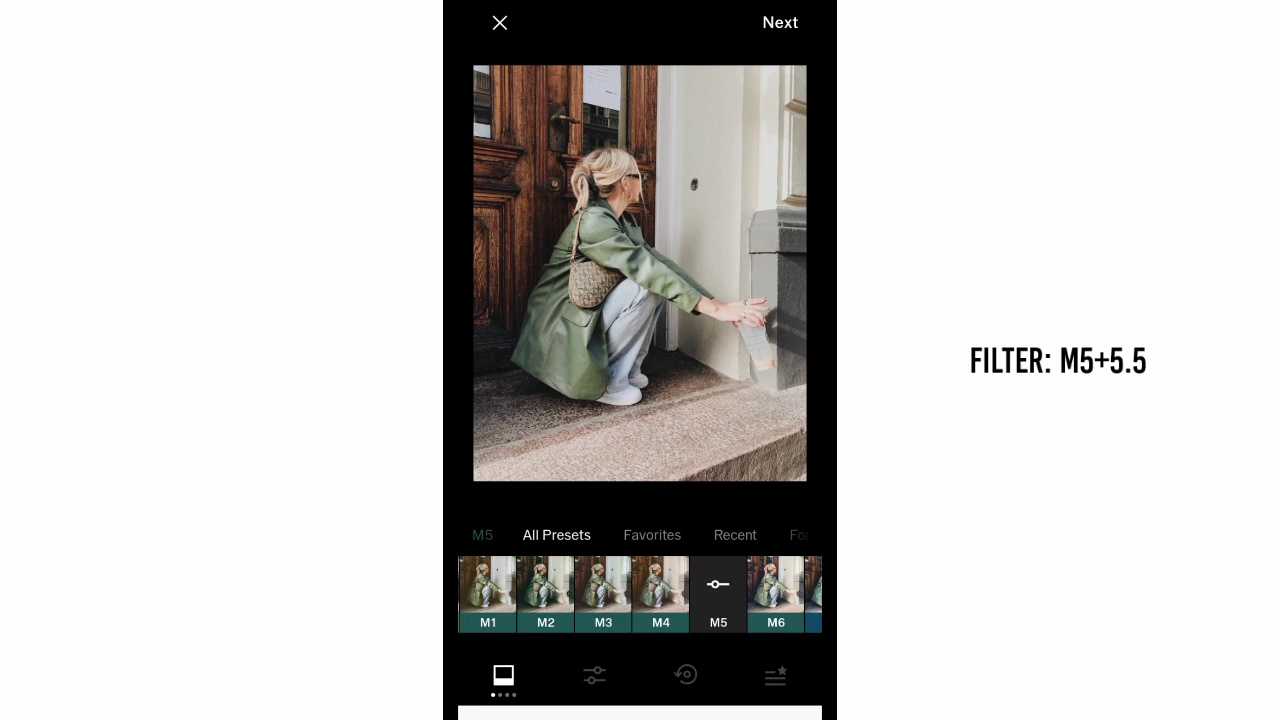 Next
FILTER: M5+5.5
M5 All Presets Favorites Recent
M1 M2 M3 M4 M5 M6